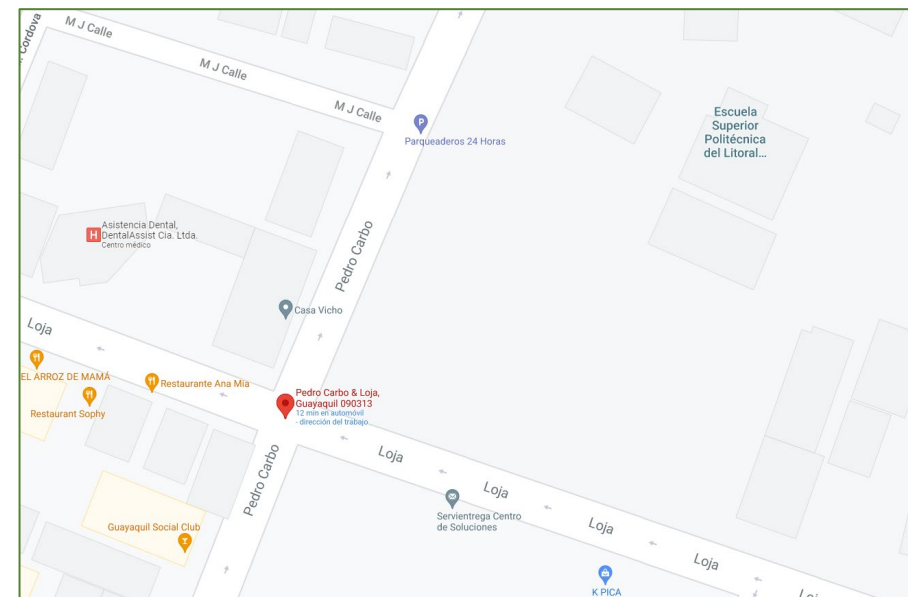 . Cordova
M J Calle
M J Calle
M J Calle
P
Parqueaderos 24 Horas
Escuela
Superior
Politécnica
del Litoral...
H
Asistencia Dental,
DentalAssist Cia. Ltda.
Centro médico
Pedro Carbo
Casa Vicho
Loja
EL ARROZ DE MAMÁ
Restaurante Ana Mia
Restaurant Sophy
Pedro Carbo & Loja,
Guayaquil 090313
12 min en automóvil
- dirección del trabajo
Pedro Carbo
Loja
Loja
Servientrega Centro
de Soluciones
Loja
Guayaquil Social Club
Loja
K PICA